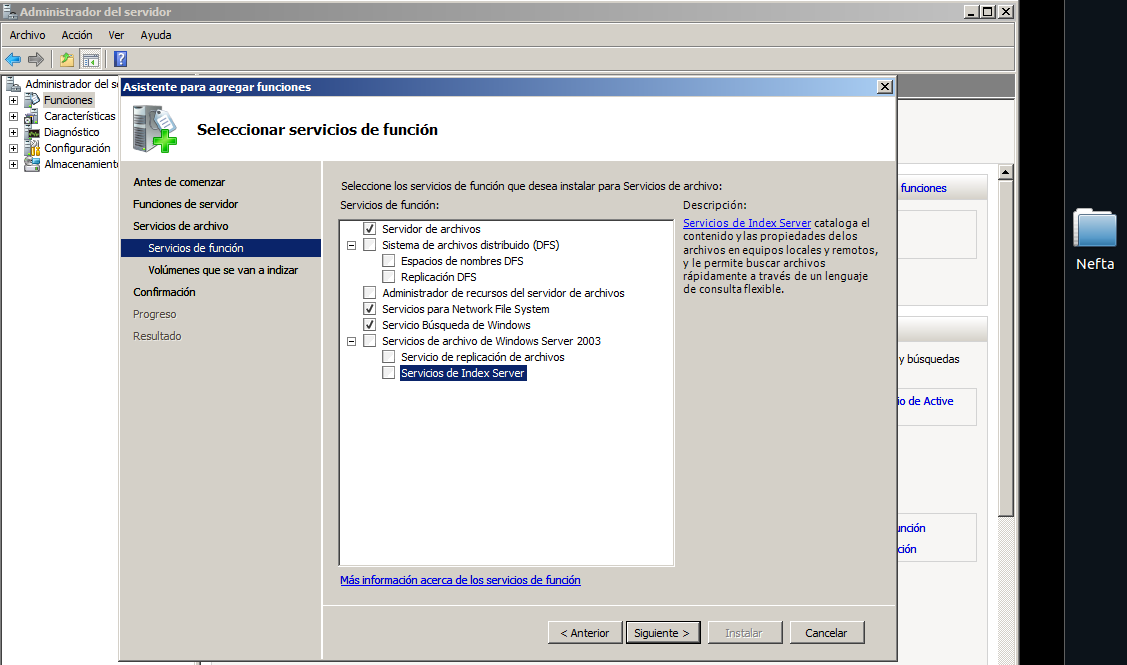 Administrador del servidor
Archivo Acción Ver Ayuda
Administrador del
Funciones
Características
Diagnóstico
Configuración
Almacenamiento
Asistente para agregar funciones
Seleccionar servicios de función
Antes de comenzar
Funciones de servidor
Servicios de archivo
Servicios de función
Volúmenes que se van a indizar
Confirmación
Progreso
Resultado
Seleccione los servicios de función que desea instalar para Servicios de archivo:
Servicios de función:
Servidor de archivos
Sistema de archivos distribuido (DFS)
Espacios de nombres DFS
Replicación DFS
Administrador de recursos del servidor de archivos
Servicios para Network File System
Servicio Búsqueda de Windows
Servicios de archivo de Windows Server 2003
Servicio de replicación de archivos
Servicios de Index Server
Más información acerca de los servicios de función
Descripción:
Servicios de Index Server cataloga el
contenido y las propiedades de los
archivos en equipos locales y remotos,
y le permite buscar archivos
rápidamente a través de un lenguaje
de consulta flexible.
< Anterior Siguiente > Instalar Cancelar
funciones
y búsquedas
io de Active
unción
ción
Nefta